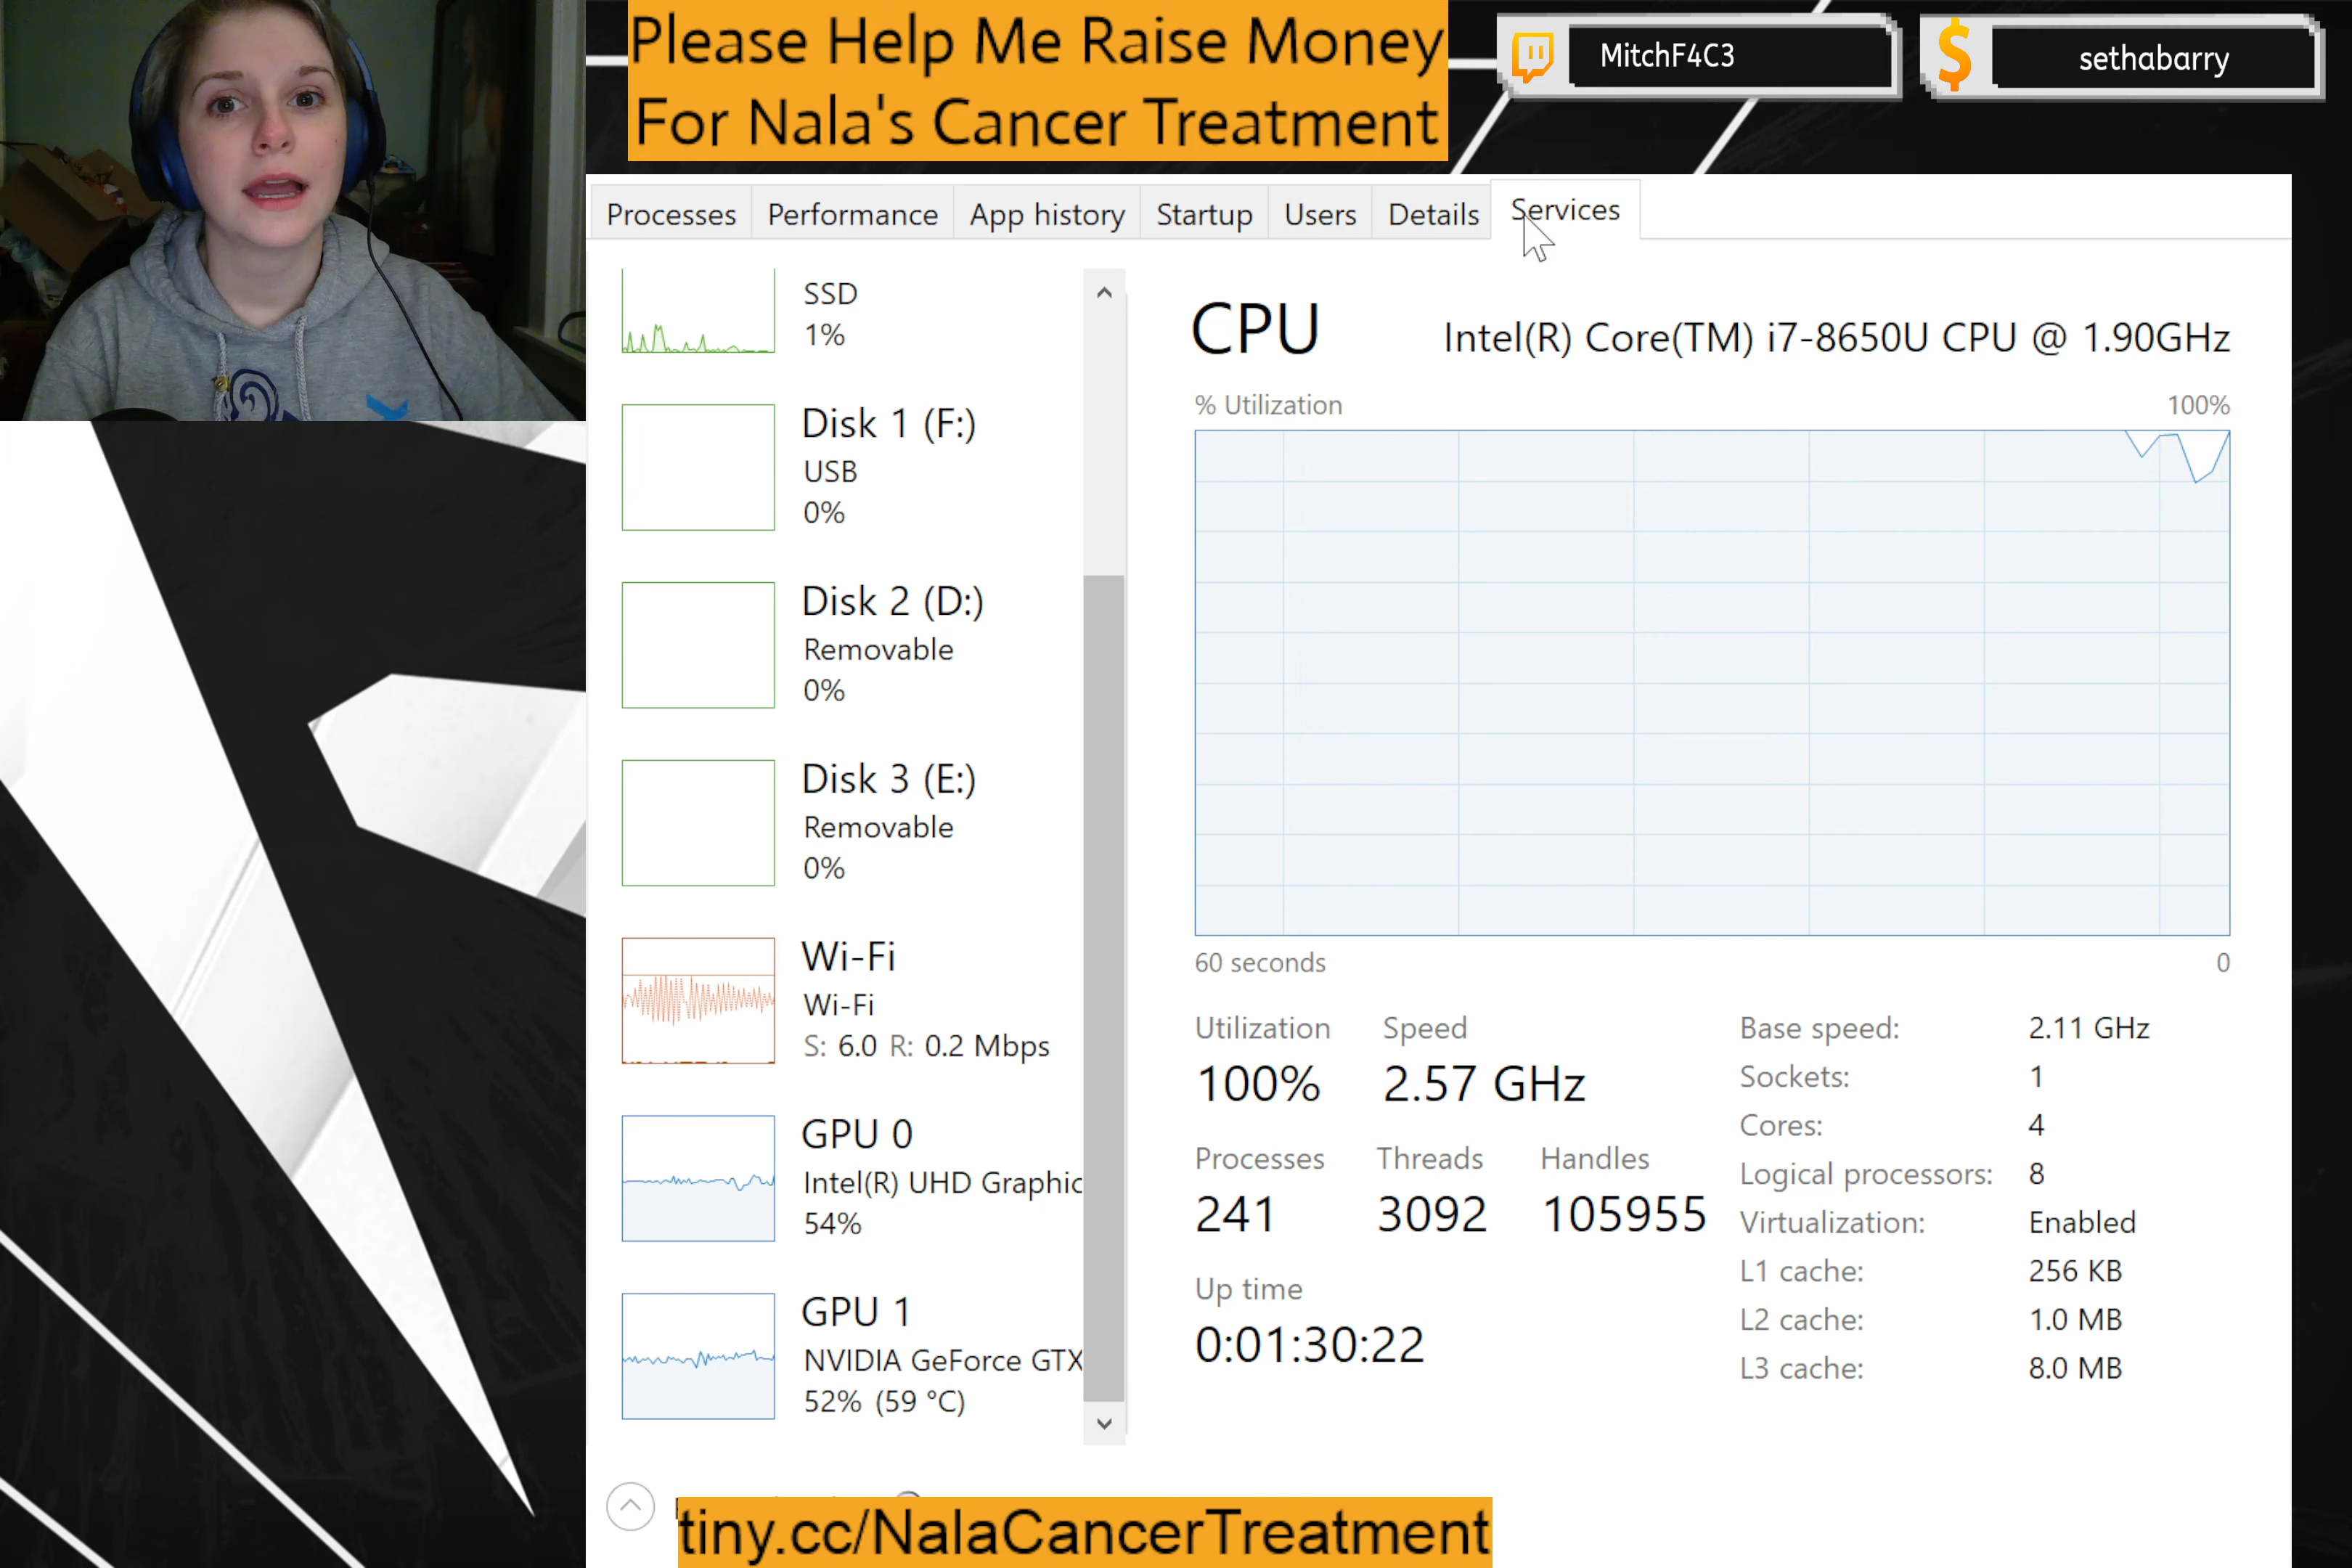 Please Help Me Raise Money
For Nala's Cancer Treatment
MitchF4C3
$
sethabarry
Processes
Performance
App history
Startup
Users
Details
Services
SSD
1%
Disk 1 (F:)
USB
0%
Disk 2 (D:)
Removable
0%
Disk 3 (E:)
Removable
0%
Wi-Fi
Wi-Fi
S: 6.0 R: 0.2 Mbps
GPU 0
Intel(R) UHD Graphic
54%
GPU 1
NVIDIA GeForce GTX
52% (59 °C)
CPU
Intel(R) Core(TM) i7-8650U CPU @ 1.90GHz
% Utilization
100%
60 seconds
0
Utilization
100%
Speed
2.57 GHz
Processes
241
Threads
3092
Handles
105955
Up time
0:01:30:22
Base speed: 2.11 GHz
Sockets: 1
Cores: 4
Logical processors: 8
Virtualization: Enabled
L1 cache: 256 KB
L2 cache: 1.0 MB
L3 cache: 8.0 MB
tiny.cc/NalaCancerTreatment